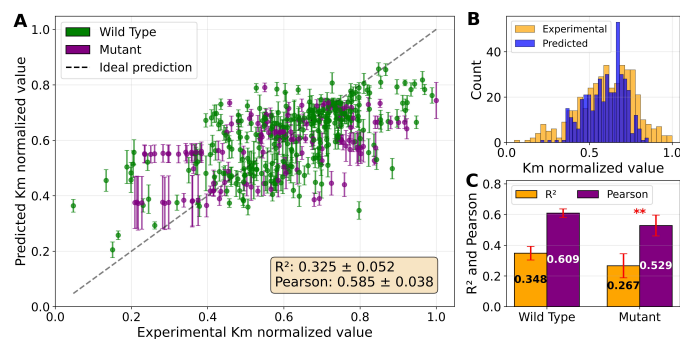 A
Wild Type
Mutant
Ideal prediction
Predicted Km normalized value
1.0
0.8
0.6
0.4
0.2
0.0
R²: 0.325 ± 0.052
Pearson: 0.585 ± 0.038
0.0 0.2 0.4 0.6 0.8 1.0
Experimental Km normalized value
B
Experimental
Predicted
Count
40
20
0
0.0 0.5 1.0
Km normalized value
C
R² Pearson
R² and Pearson
0.8
0.6
0.4
0.2
0.0
**
0.348 0.609 0.267 0.529
Wild Type Mutant